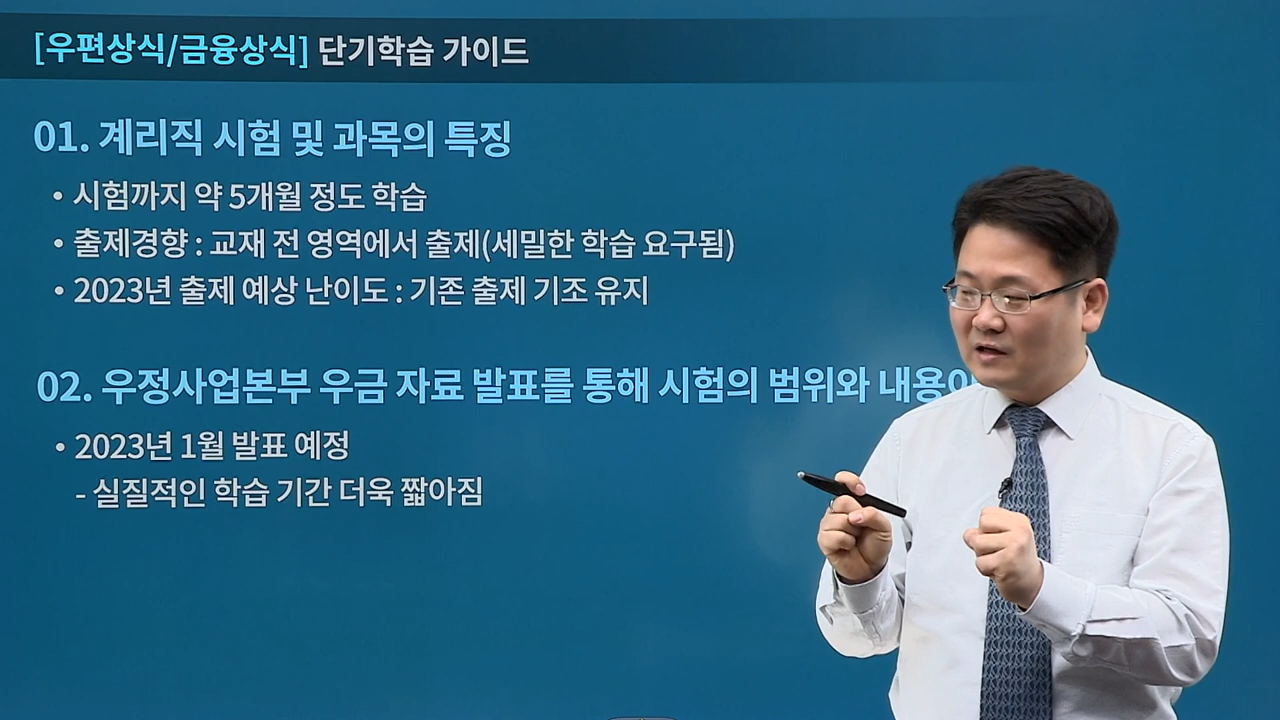 [우편상식/금융상식] 단기학습 가이드
01. 계리직 시험 및 과목의 특징
• 시험까지 약 5개월 정도 학습
• 출제경향 : 교재 전 영역에서 출제(세밀한 학습 요구됨)
• 2023년 출제 예상 난이도 : 기존 출제 기조 유지
02. 우정사업본부 우금 자료 발표를 통해 시험의 범위와 내용이
• 2023년 1월 발표 예정
- 실질적인 학습 기간 더욱 짧아짐